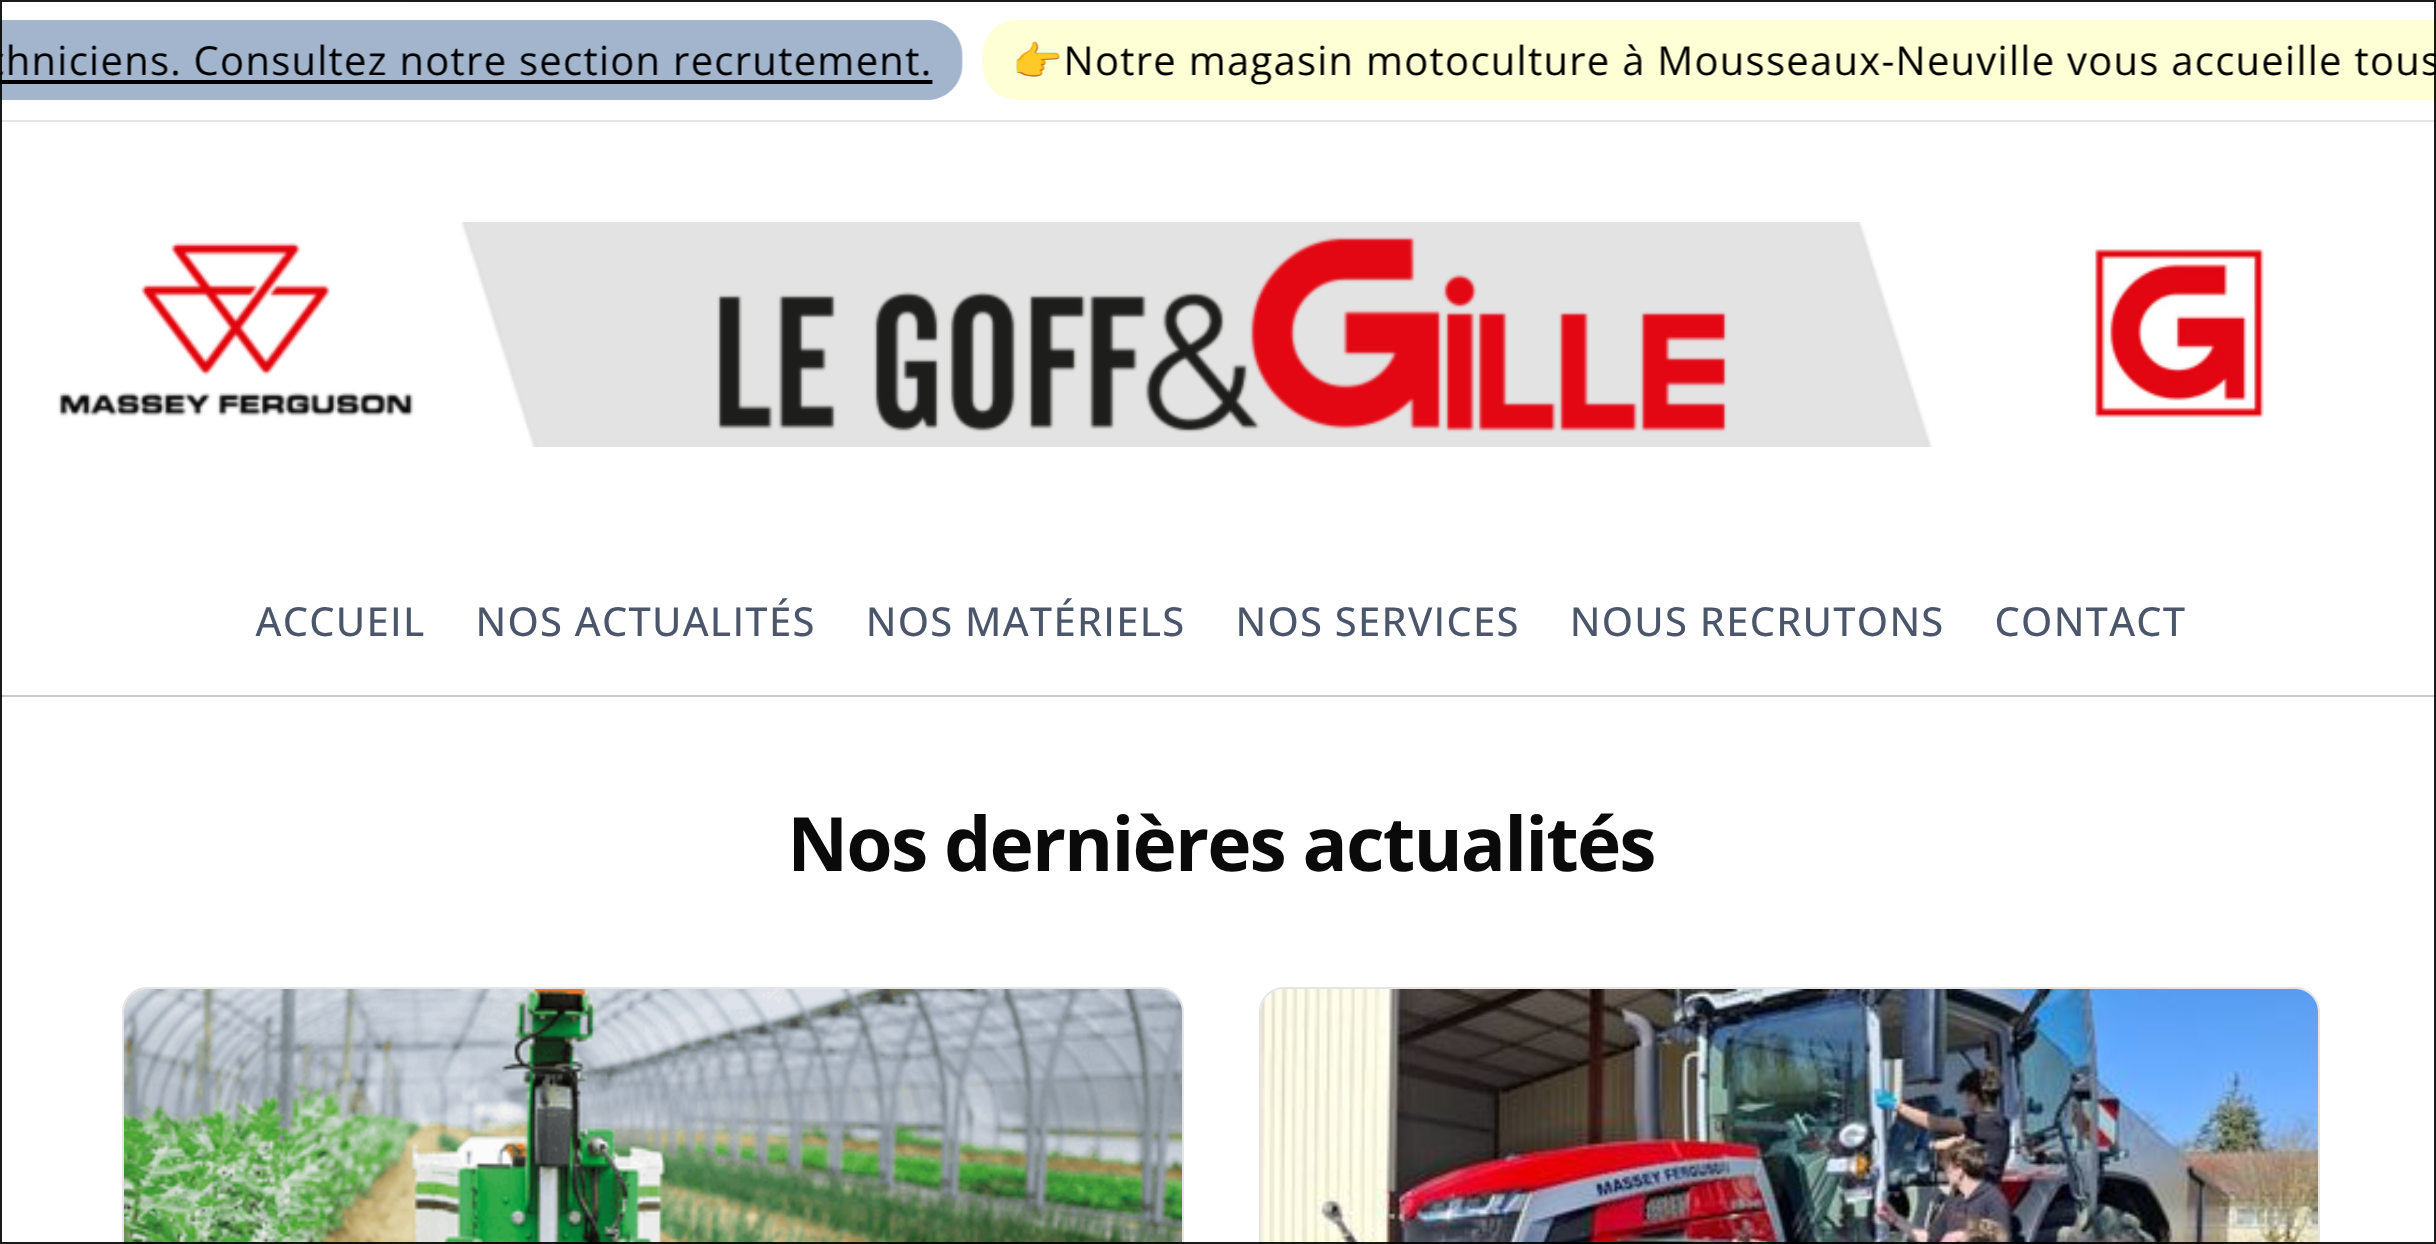 chniciens. Consultez notre section recrutement.
👉Notre magasin motoculture à Mousseaux-Neuville vous accueille tous
MASSEY FERGUSON
LE GOFF&GiLLE
G
ACCUEIL NOS ACTUALITÉS NOS MATÉRIELS NOS SERVICES NOUS RECRUTONS CONTACT
Nos dernières actualités
MASSEY FERGUSON